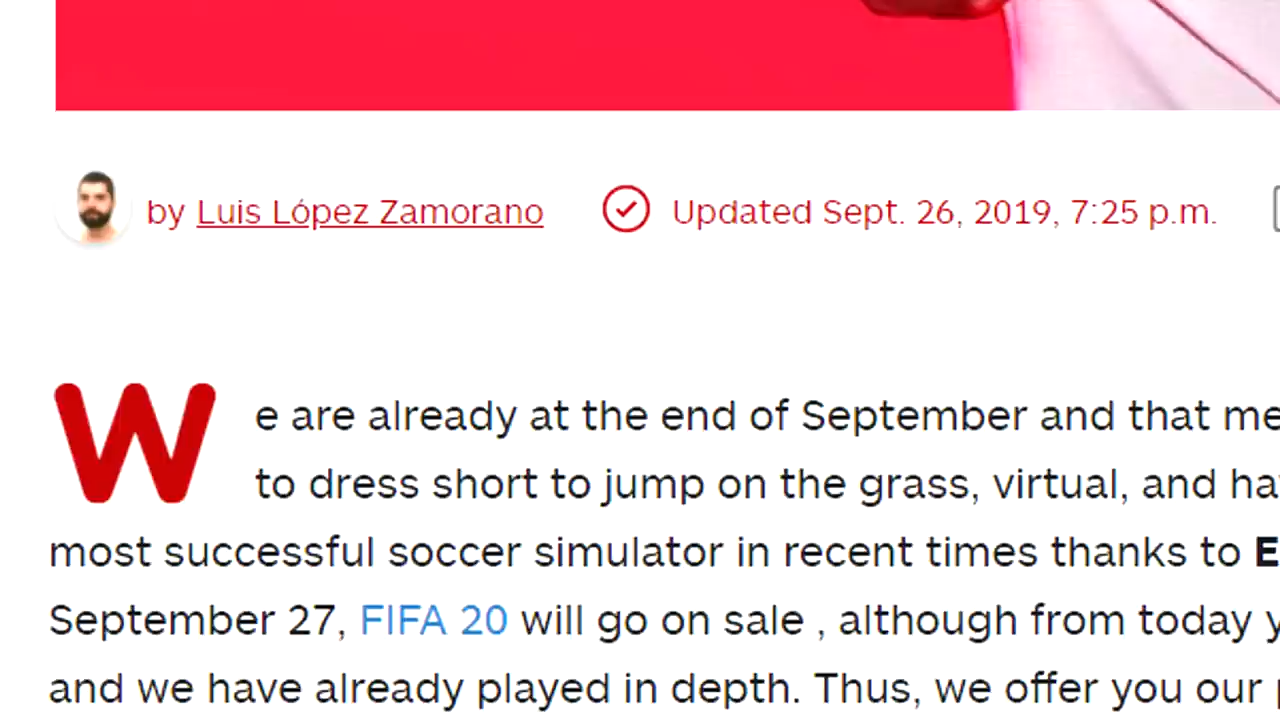 by Luis López Zamorano Updated Sept. 26, 2019, 7:25 p.m.
We are already at the end of September and that
to dress short to jump on the grass, virtual, and
most successful soccer simulator in recent times thanks to
September 27, FIFA 20 will go on sale , although from today
and we have already played in depth. Thus, we offer you our